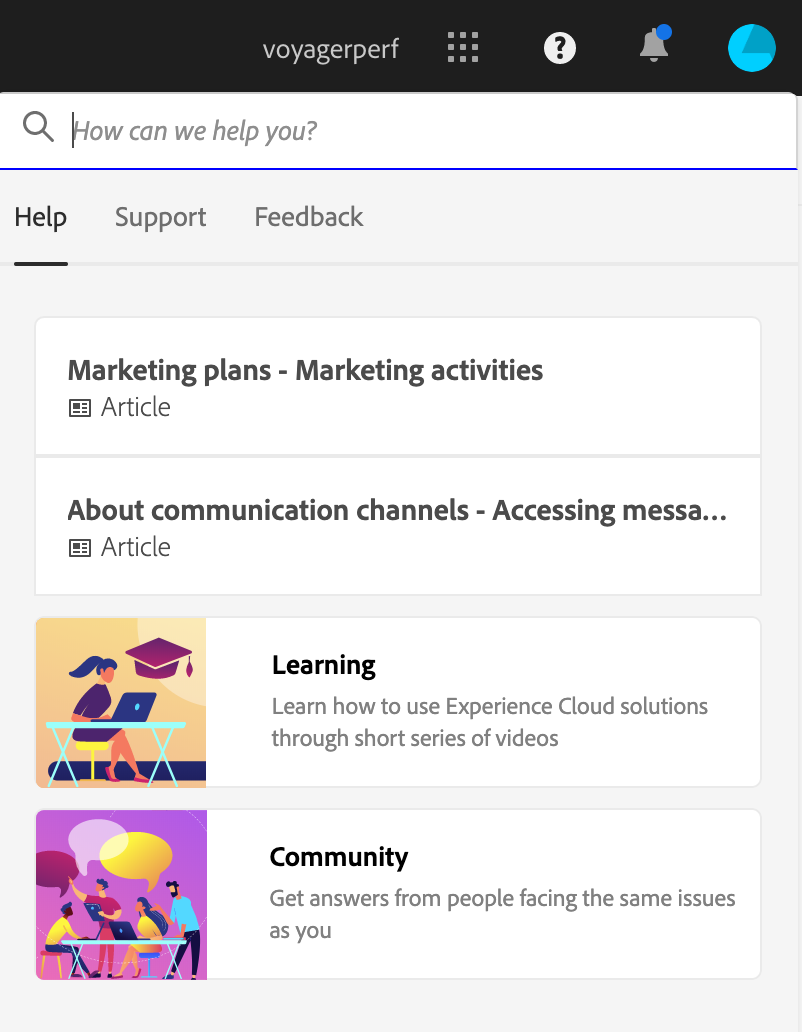 voyagerperf
How can we help you?
Help Support Feedback
Marketing plans - Marketing activities
Article
About communication channels - Accessing messa...
Article
Learning
Learn how to use Experience Cloud solutions
through short series of videos
Community
Get answers from people facing the same issues
as you